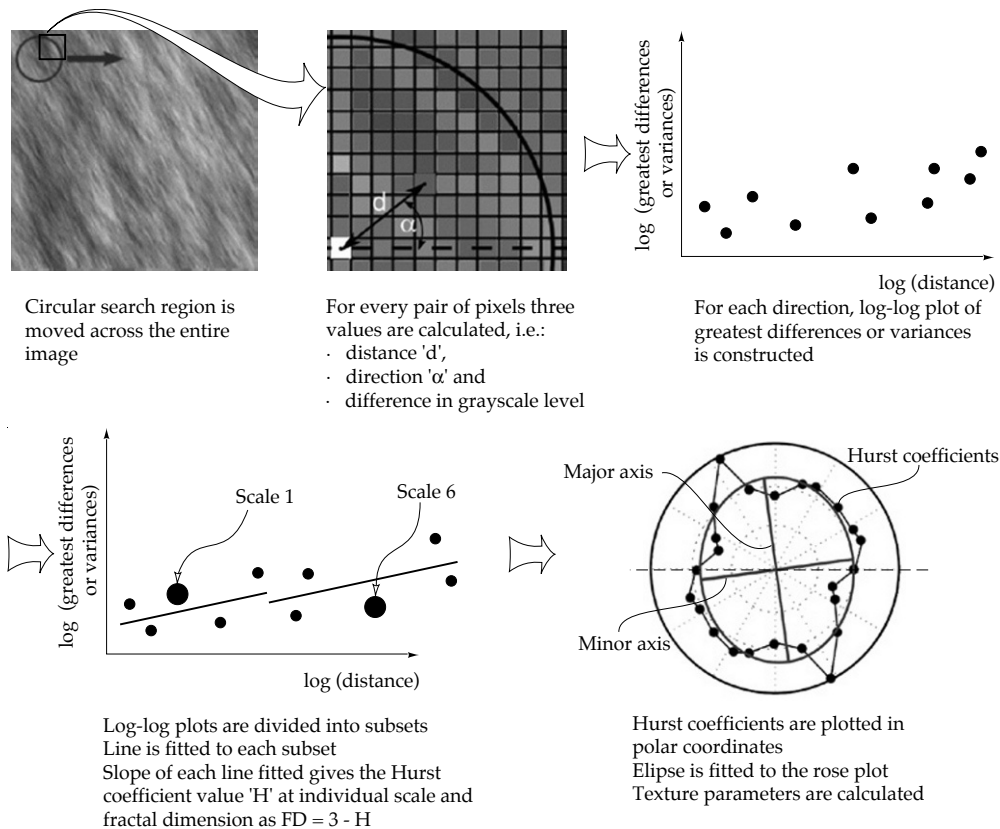 d
α
log (greatest differences
or variances)
log (distance)
Circular search region is
moved across the entire
image
For every pair of pixels three
values are calculated, i.e.:
· distance 'd',
· direction 'α' and
· difference in grayscale level
For each direction, log-log plot of
greatest differences or variances
is constructed
log (greatest differences
or variances)
Scale 1
Scale 6
log (distance)
Major axis
Hurst coefficients
Minor axis
Log-log plots are divided into subsets
Line is fitted to each subset
Slope of each line fitted gives the Hurst
coefficient value 'H' at individual scale and
fractal dimension as FD = 3 - H
Hurst coefficients are plotted in
polar coordinates
Elipse is fitted to the rose plot
Texture parameters are calculated